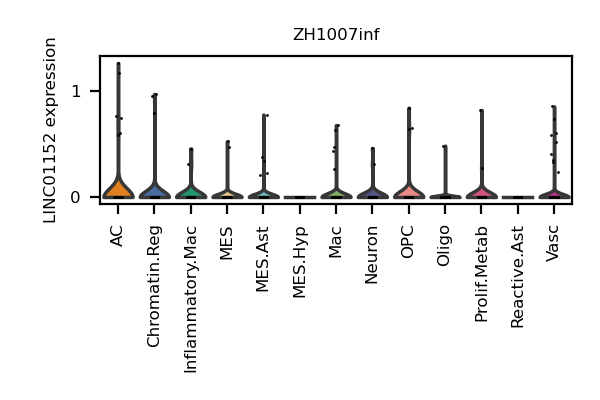 ZH1007inf
LINC01152 expression
1
0
AC
Chromatin.Reg
Inflammatory.Mac
MES
MES.Ast
MES.Hyp
Mac
Neuron
OPC
Oligo
Prolif.Metab
Reactive.Ast
Vasc